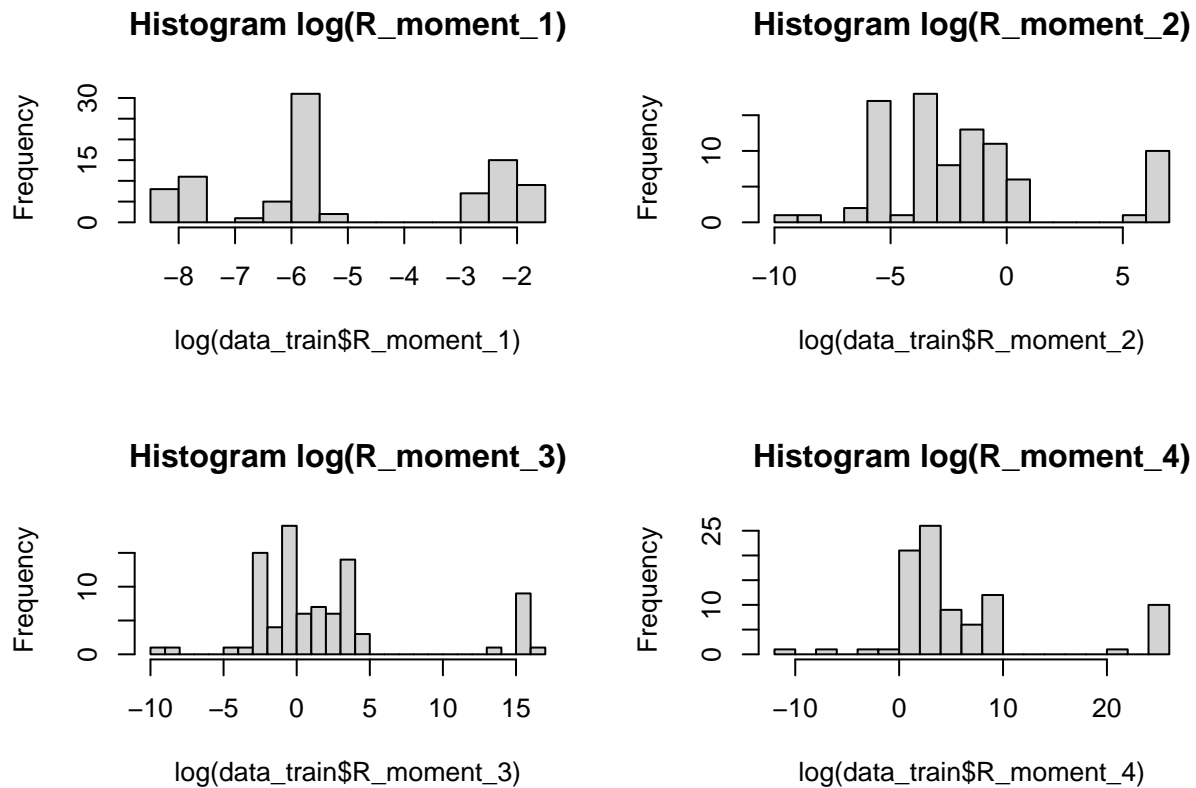 Histogram log(R_moment_1)
Frequency
0 15 30
−8 −7 −6 −5 −4 −3 −2
log(data_train$R_moment_1)
Histogram log(R_moment_2)
Frequency
0 10
−10 −5 0 5
log(data_train$R_moment_2)
Histogram log(R_moment_3)
Frequency
0 10
−10 −5 0 5 10 15
log(data_train$R_moment_3)
Histogram log(R_moment_4)
Frequency
0 10 25
−10 0 10 20
log(data_train$R_moment_4)